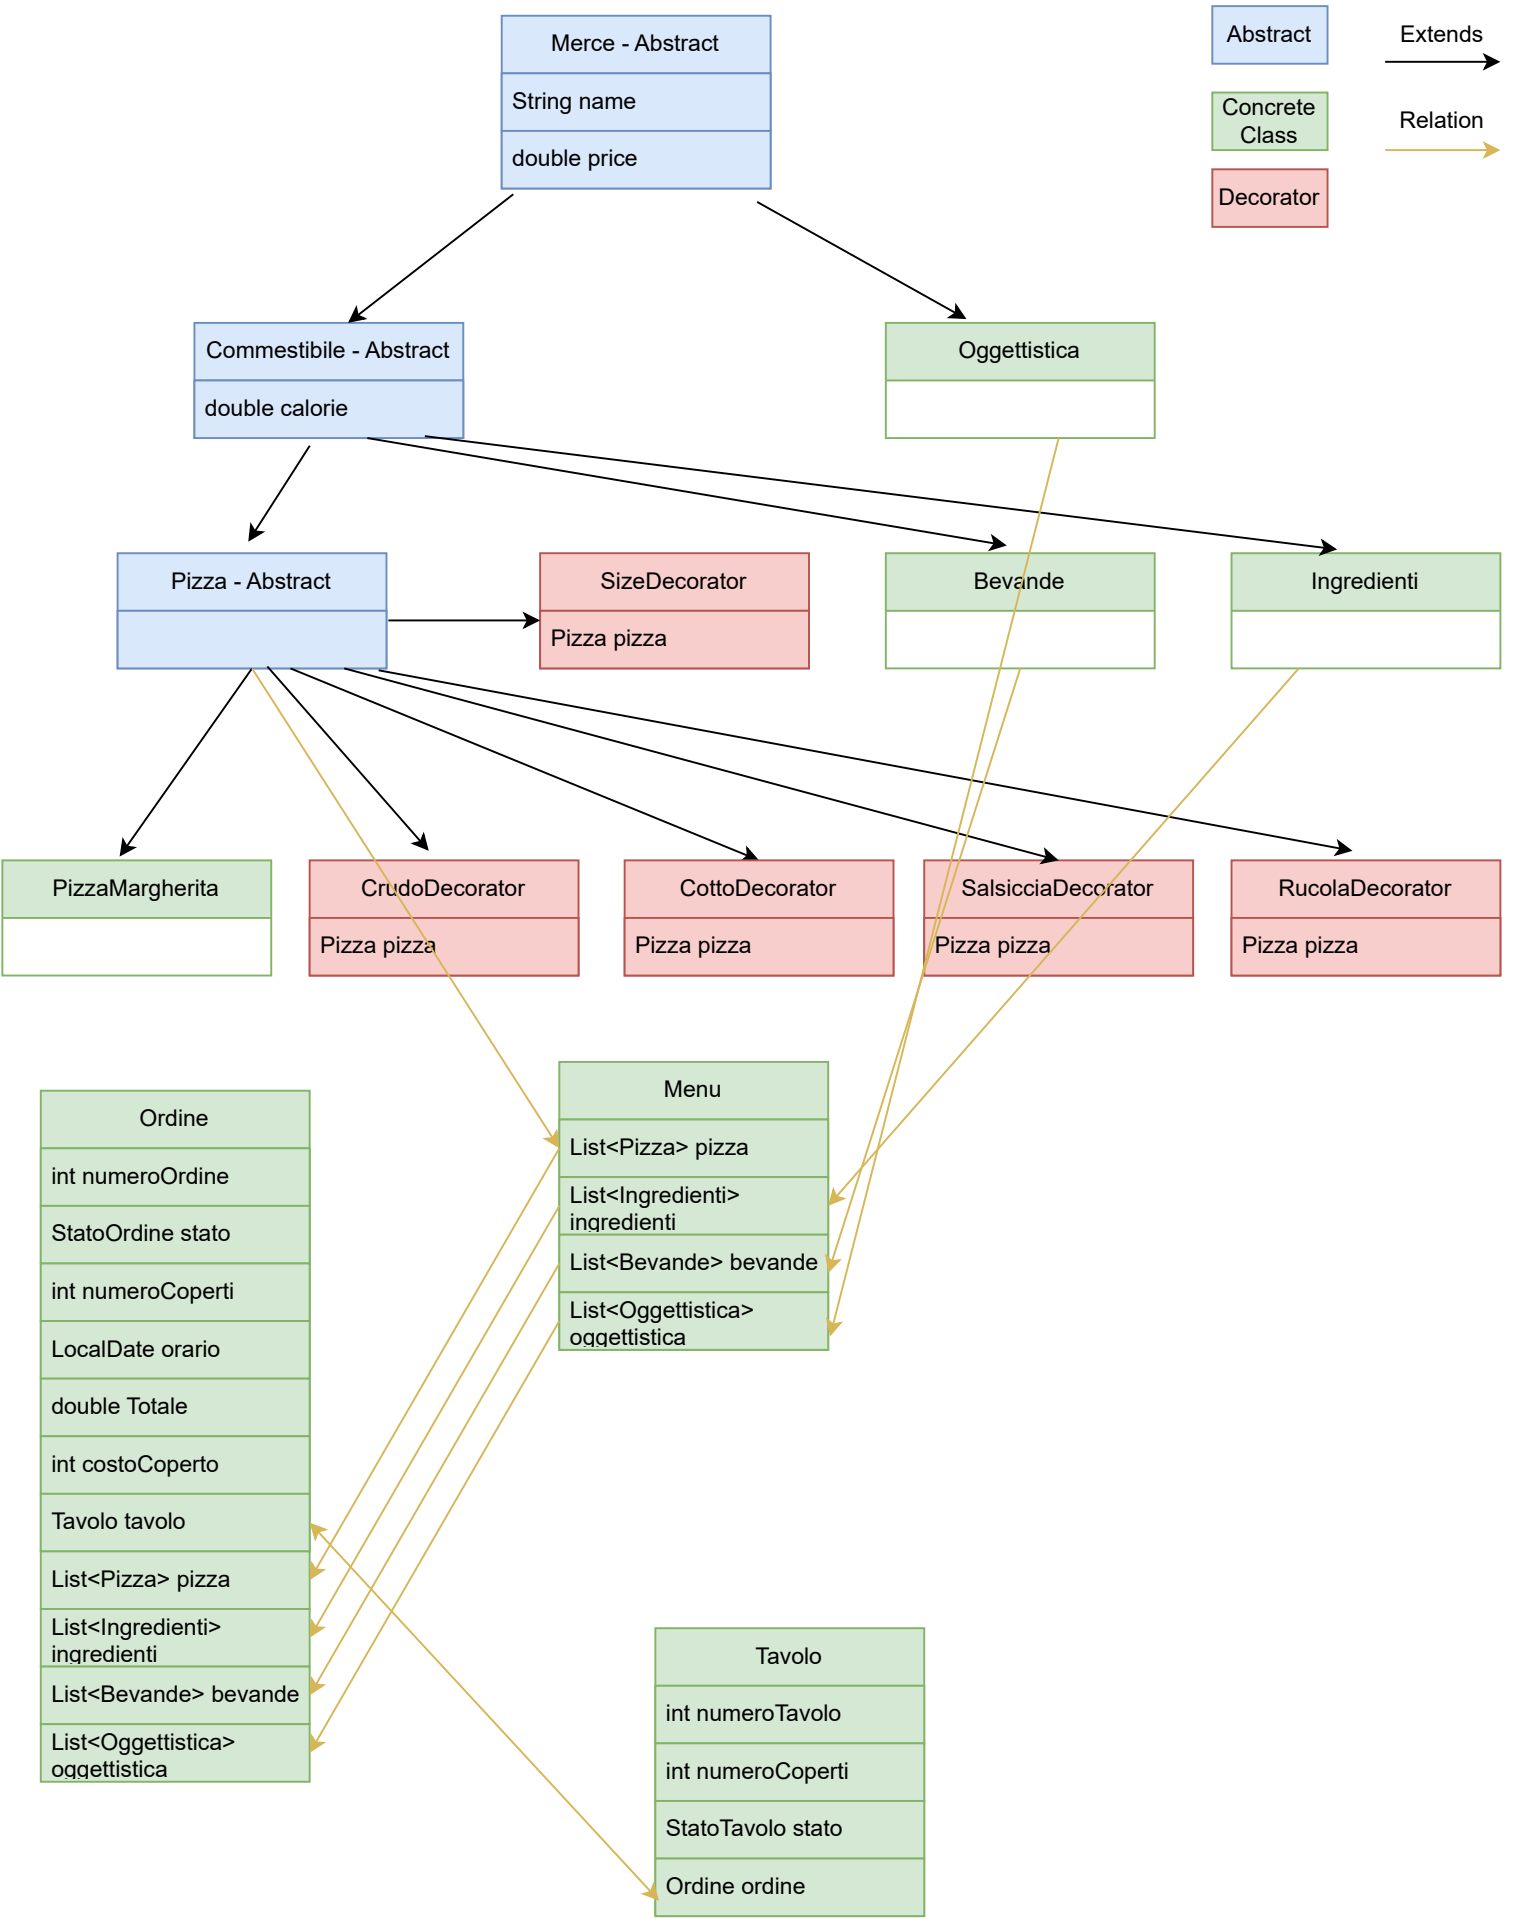 Merce - Abstract
String name
double price
Abstract
Extends
Concrete
Class
Relation
Decorator
Commestibile - Abstract
double calorie
Oggettistica
Pizza - Abstract
SizeDecorator
Pizza pizza
Bevande
Ingredienti
PizzaMargherita
CrudoDecorator
Pizza pizza
CottoDecorator
Pizza pizza
SalsicciaDecorator
Pizza pizza
RucolaDecorator
Pizza pizza
Menu
List<Pizza> pizza
List<Ingredienti>
ingredienti
List<Bevande> bevande
List<Oggettistica>
oggettistica
Ordine
int numeroOrdine
StatoOrdine stato
int numeroCoperti
LocalDate orario
double Totale
int costoCoperto
Tavolo tavolo
List<Pizza> pizza
List<Ingredienti>
ingredienti
List<Bevande> bevande
List<Oggettistica>
oggettistica
Tavolo
int numeroTavolo
int numeroCoperti
StatoTavolo stato
Ordine ordine